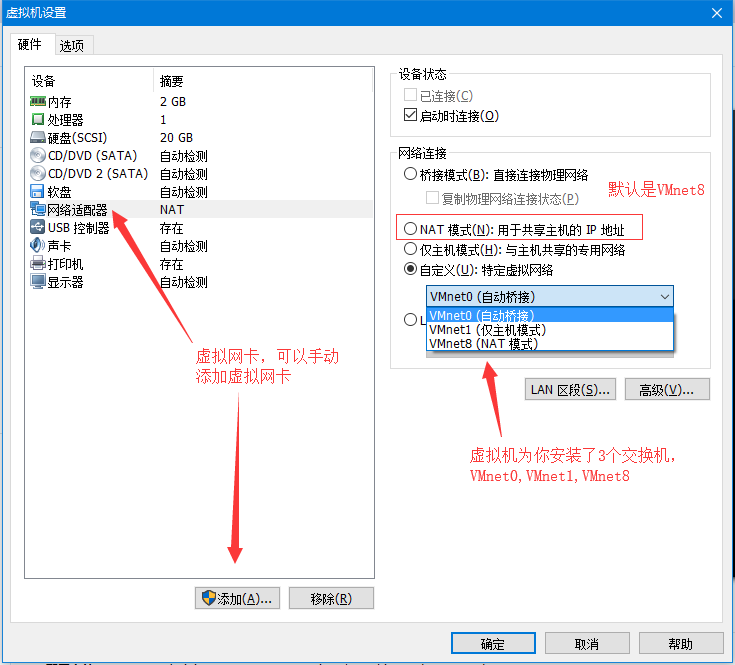 虚拟机设置
硬件
选项
设备
摘要
内存
2 GB
处理器
1
硬盘(SCSI)
20 GB
CD/DVD (SATA)
自动检测
CD/DVD 2 (SATA)
自动检测
软盘
自动检测
网络适配器
NAT
USB 控制器
存在
声卡
自动检测
打印机
存在
显示器
自动检测
虚拟网卡，可以手动
添加虚拟网卡
添加(A)...
移除(R)
设备状态
已连接(C)
启动时连接(O)
网络连接
桥接模式(B): 直接连接物理网络
复制物理网络连接状态(P)
默认是VMnet8
NAT 模式(N): 用于共享主机的 IP 地址
仅主机模式(H): 与主机共享的专用网络
自定义(U): 特定虚拟网络
VMnet0 (自动桥接)
VMnet0 (自动桥接)
VMnet1 (仅主机模式)
VMnet8 (NAT 模式)
LAN 区段(S)...
高级(V)...
虚拟机为你安装了3个交换机，
VMnet0,VMnet1,VMnet8
确定
取消
帮助